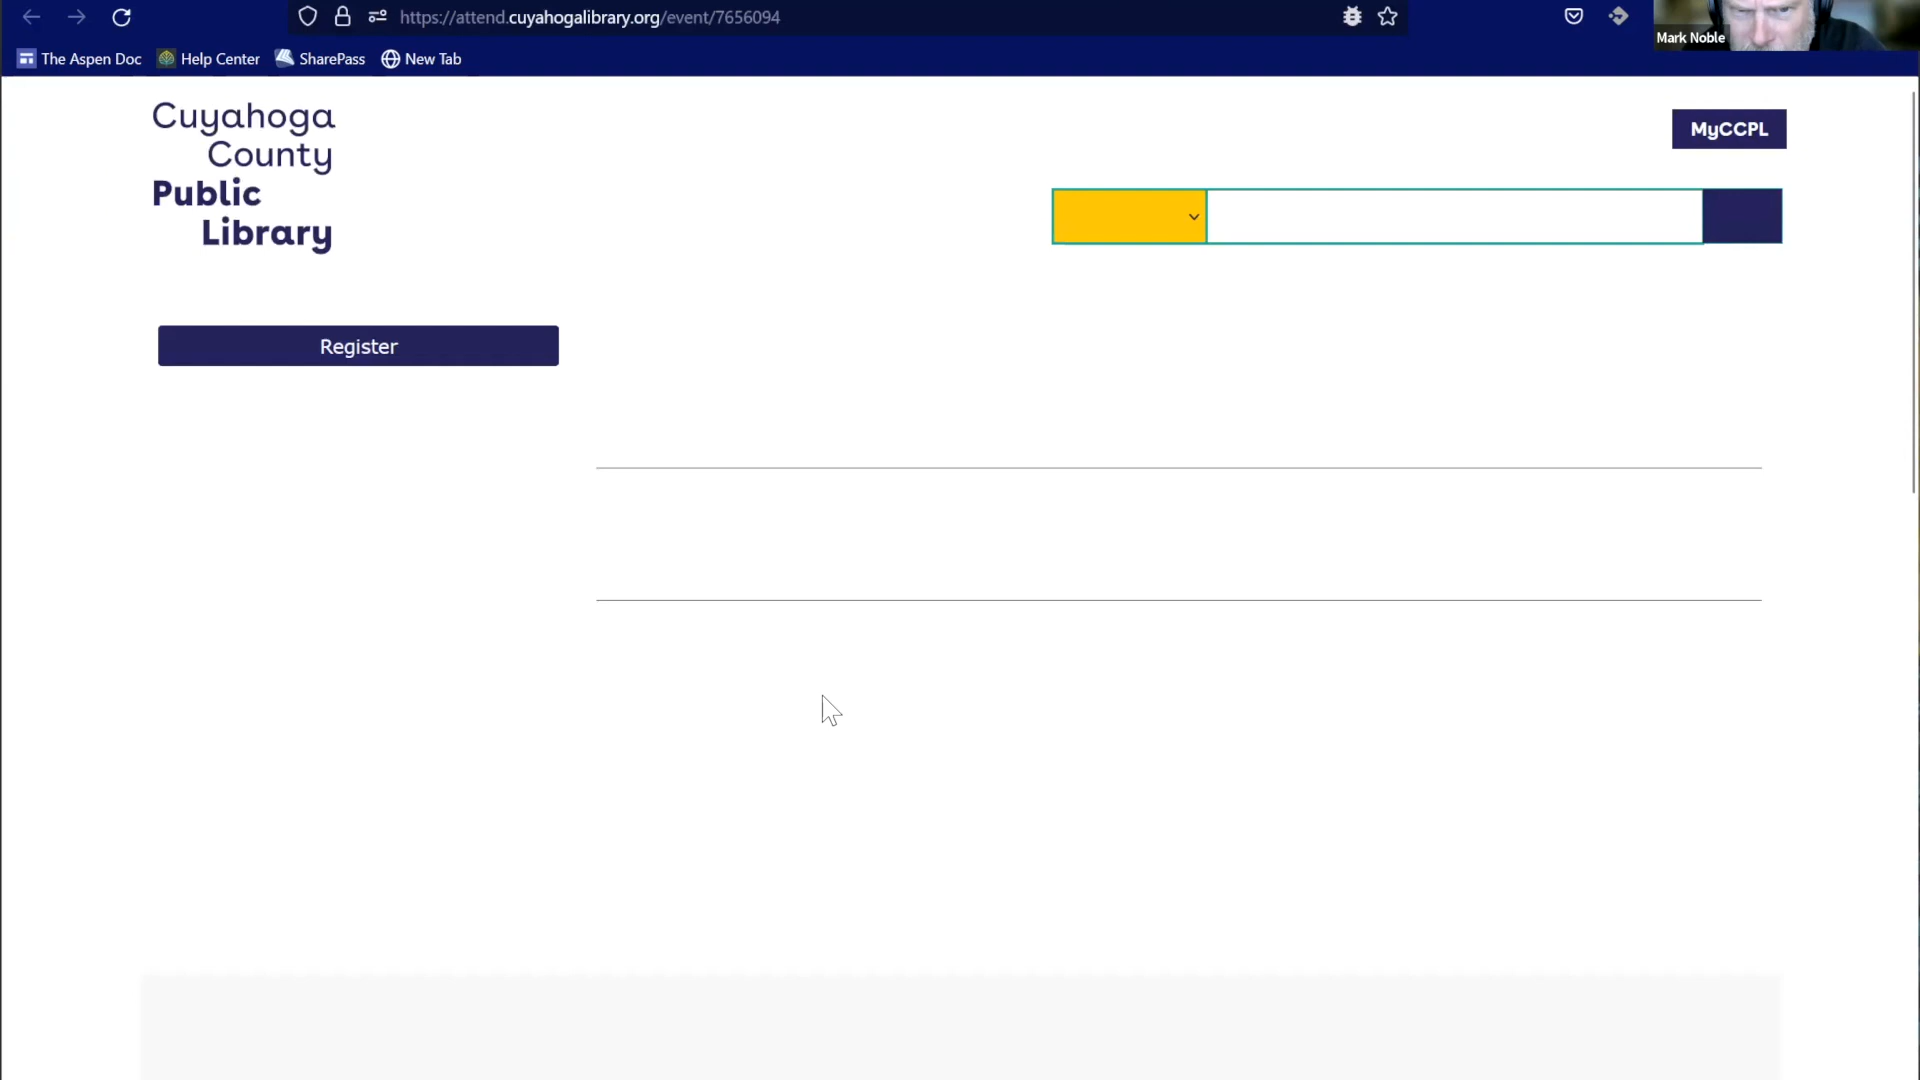 https://attend.cuyahogalibrary.org/event/7656094
Mark Noble
The Aspen Doc
Help Center
SharePass
New Tab
Cuyahoga
County
Public
Library
MyCCPL
Register